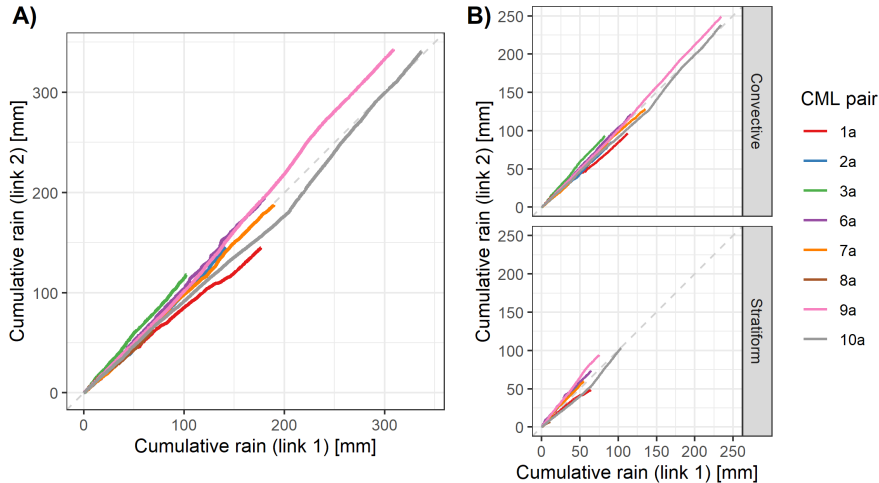 A)
300
200
100
0
0 100 200 300
Cumulative rain (link 1) [mm]
Cumulative rain (link 2) [mm]
B)
250
200
150
100
50
0
Convective
250
200
150
100
50
0
Stratiform
0 50 100 150 200 250
Cumulative rain (link 1) [mm]
Cumulative rain (link 2) [mm]
CML pair
1a
2a
3a
6a
7a
8a
9a
10a